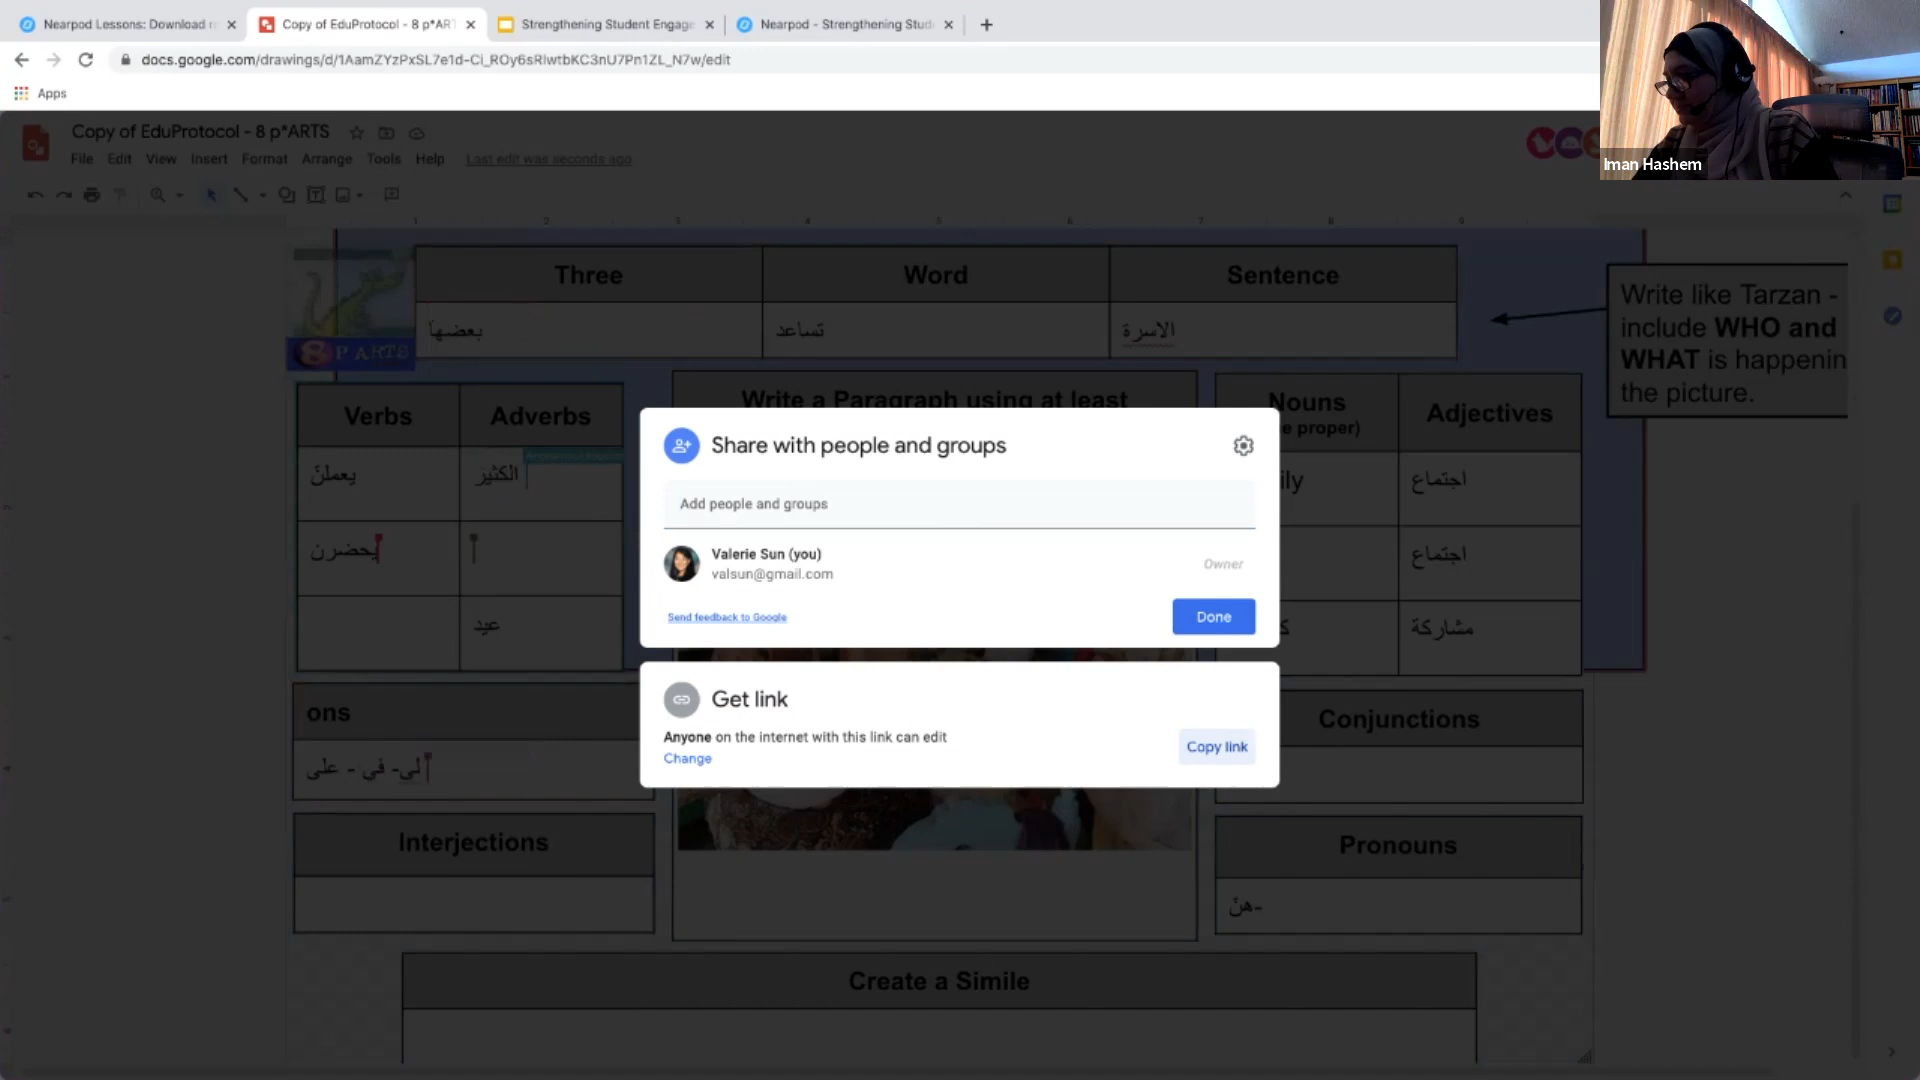 Nearpod Lessons: Download r
Copy of EduProtocol - 8 p*ART
Strengthening Student Engage
Nearpod - Strengthening Stud
docs.google.com/drawings/d/1AamZYzPxSL7e1d-Ci_ROy6sRlwtbKC3nU7Pn1ZL_N7w/edit
Apps
Iman Hashem
Copy of EduProtocol - 8 p*ARTS
File Edit View Insert Format Arrange Tools Help Last edit was seconds ago
Three Word Sentence
بعضها تساعد الاسرة
Write like Tarzan -
include WHO and
WHAT is happenin
the picture.
8 P ARTS
Verbs Adverbs
يعملنّ الكثير
يحضرن
عيد
Write a Paragraph using at least
Nouns Adjectives
e proper)
ily اجتماع
اجتماع
مشاركة
Share with people and groups
Add people and groups
Valerie Sun (you)
valsun@gmail.com
Owner
Send feedback to Google
Done
Get link
Anyone on the internet with this link can edit
Change
Copy link
ons
لى- في - على
Interjections
Conjunctions
Pronouns
-هنّ
Create a Simile